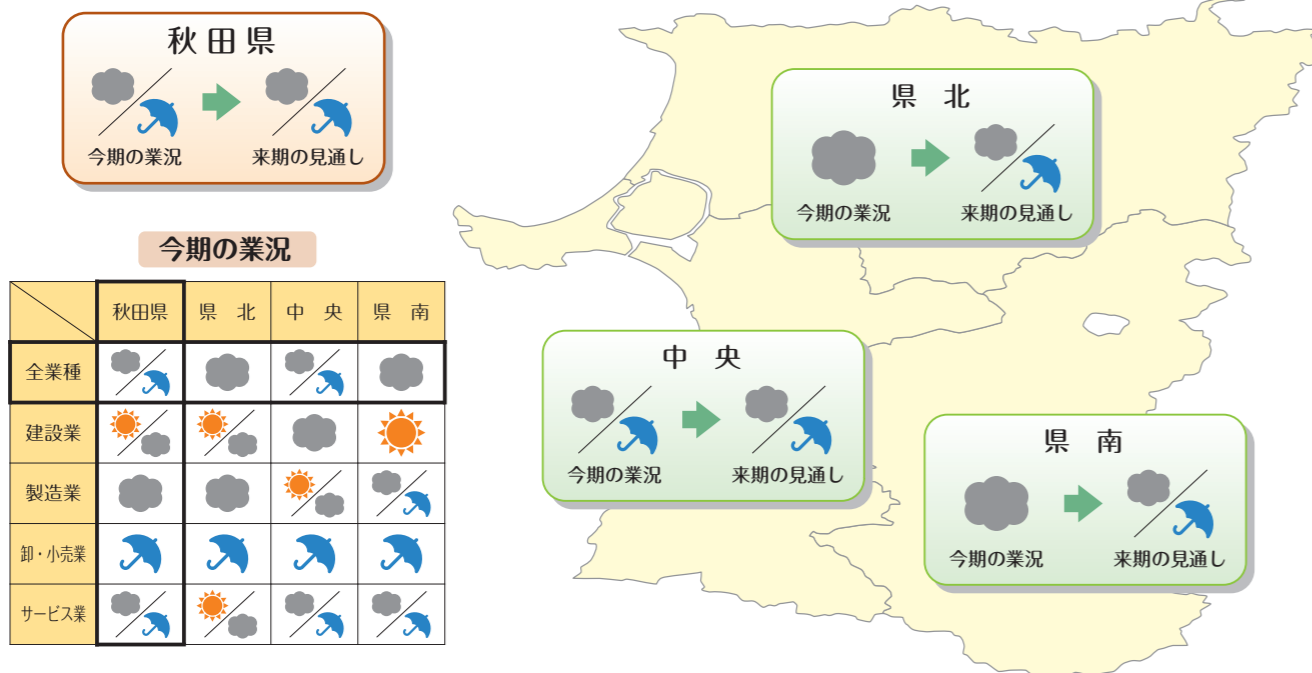 秋田県
今期の業況
来期の見通し
県 北
今期の業況
来期の見通し
今期の業況
秋田県 県 北 中 央 県 南
全業種
建設業
製造業
卸・小売業
サービス業
中 央
今期の業況
来期の見通し
県 南
今期の業況
来期の見通し